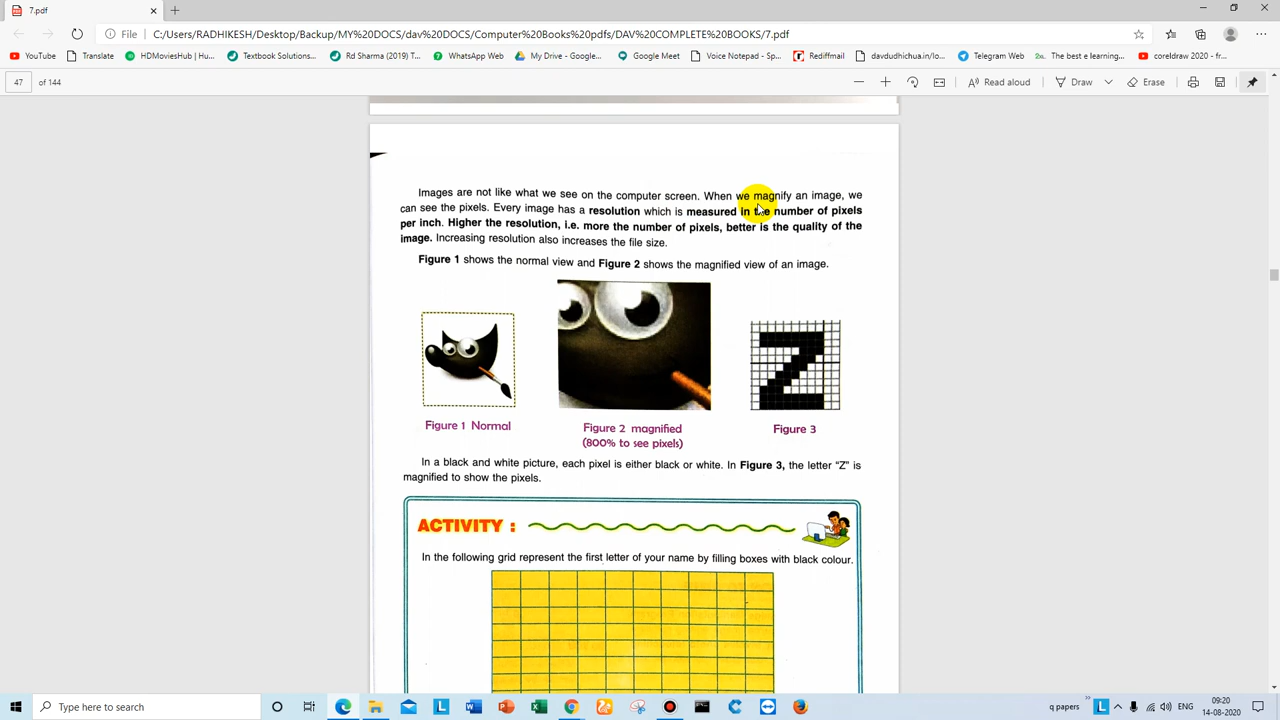 7.pdf
File
C:/Users/RADHIKESH/Desktop/Backup/MY%20DOCS/dav%20DOCS/Computer%20Books%20pdfs/DAV%20COMPLETE%20BOOKS/7.pdf
YouTube
Translate
HDMoviesHub | Hu...
Textbook Solutions...
Rd Sharma (2019) T...
WhatsApp Web
My Drive - Google...
Google Meet
Voice Notepad - Sp...
Rediffmail
davdudhichua.in/lo...
Telegram Web
The best e learning...
coreldraw 2020 - fr...
47 of 144
Read aloud
Draw
Erase
Images are not like what we see on the computer screen. When we magnify an image, we
can see the pixels. Every image has a resolution which is measured in the number of pixels
per inch. Higher the resolution, i.e. more the number of pixels, better is the quality of the
image. Increasing resolution also increases the file size.
Figure 1 shows the normal view and Figure 2 shows the magnified view of an image.
Figure 1 Normal
Figure 2 magnified
(800% to see pixels)
Z
Figure 3
In a black and white picture, each pixel is either black or white. In Figure 3, the letter “Z” is
magnified to show the pixels.
ACTIVITY :
In the following grid represent the first letter of your name by filling boxes with black colour.
Type here to search
q papers
ENG
09:20
14-08-2020